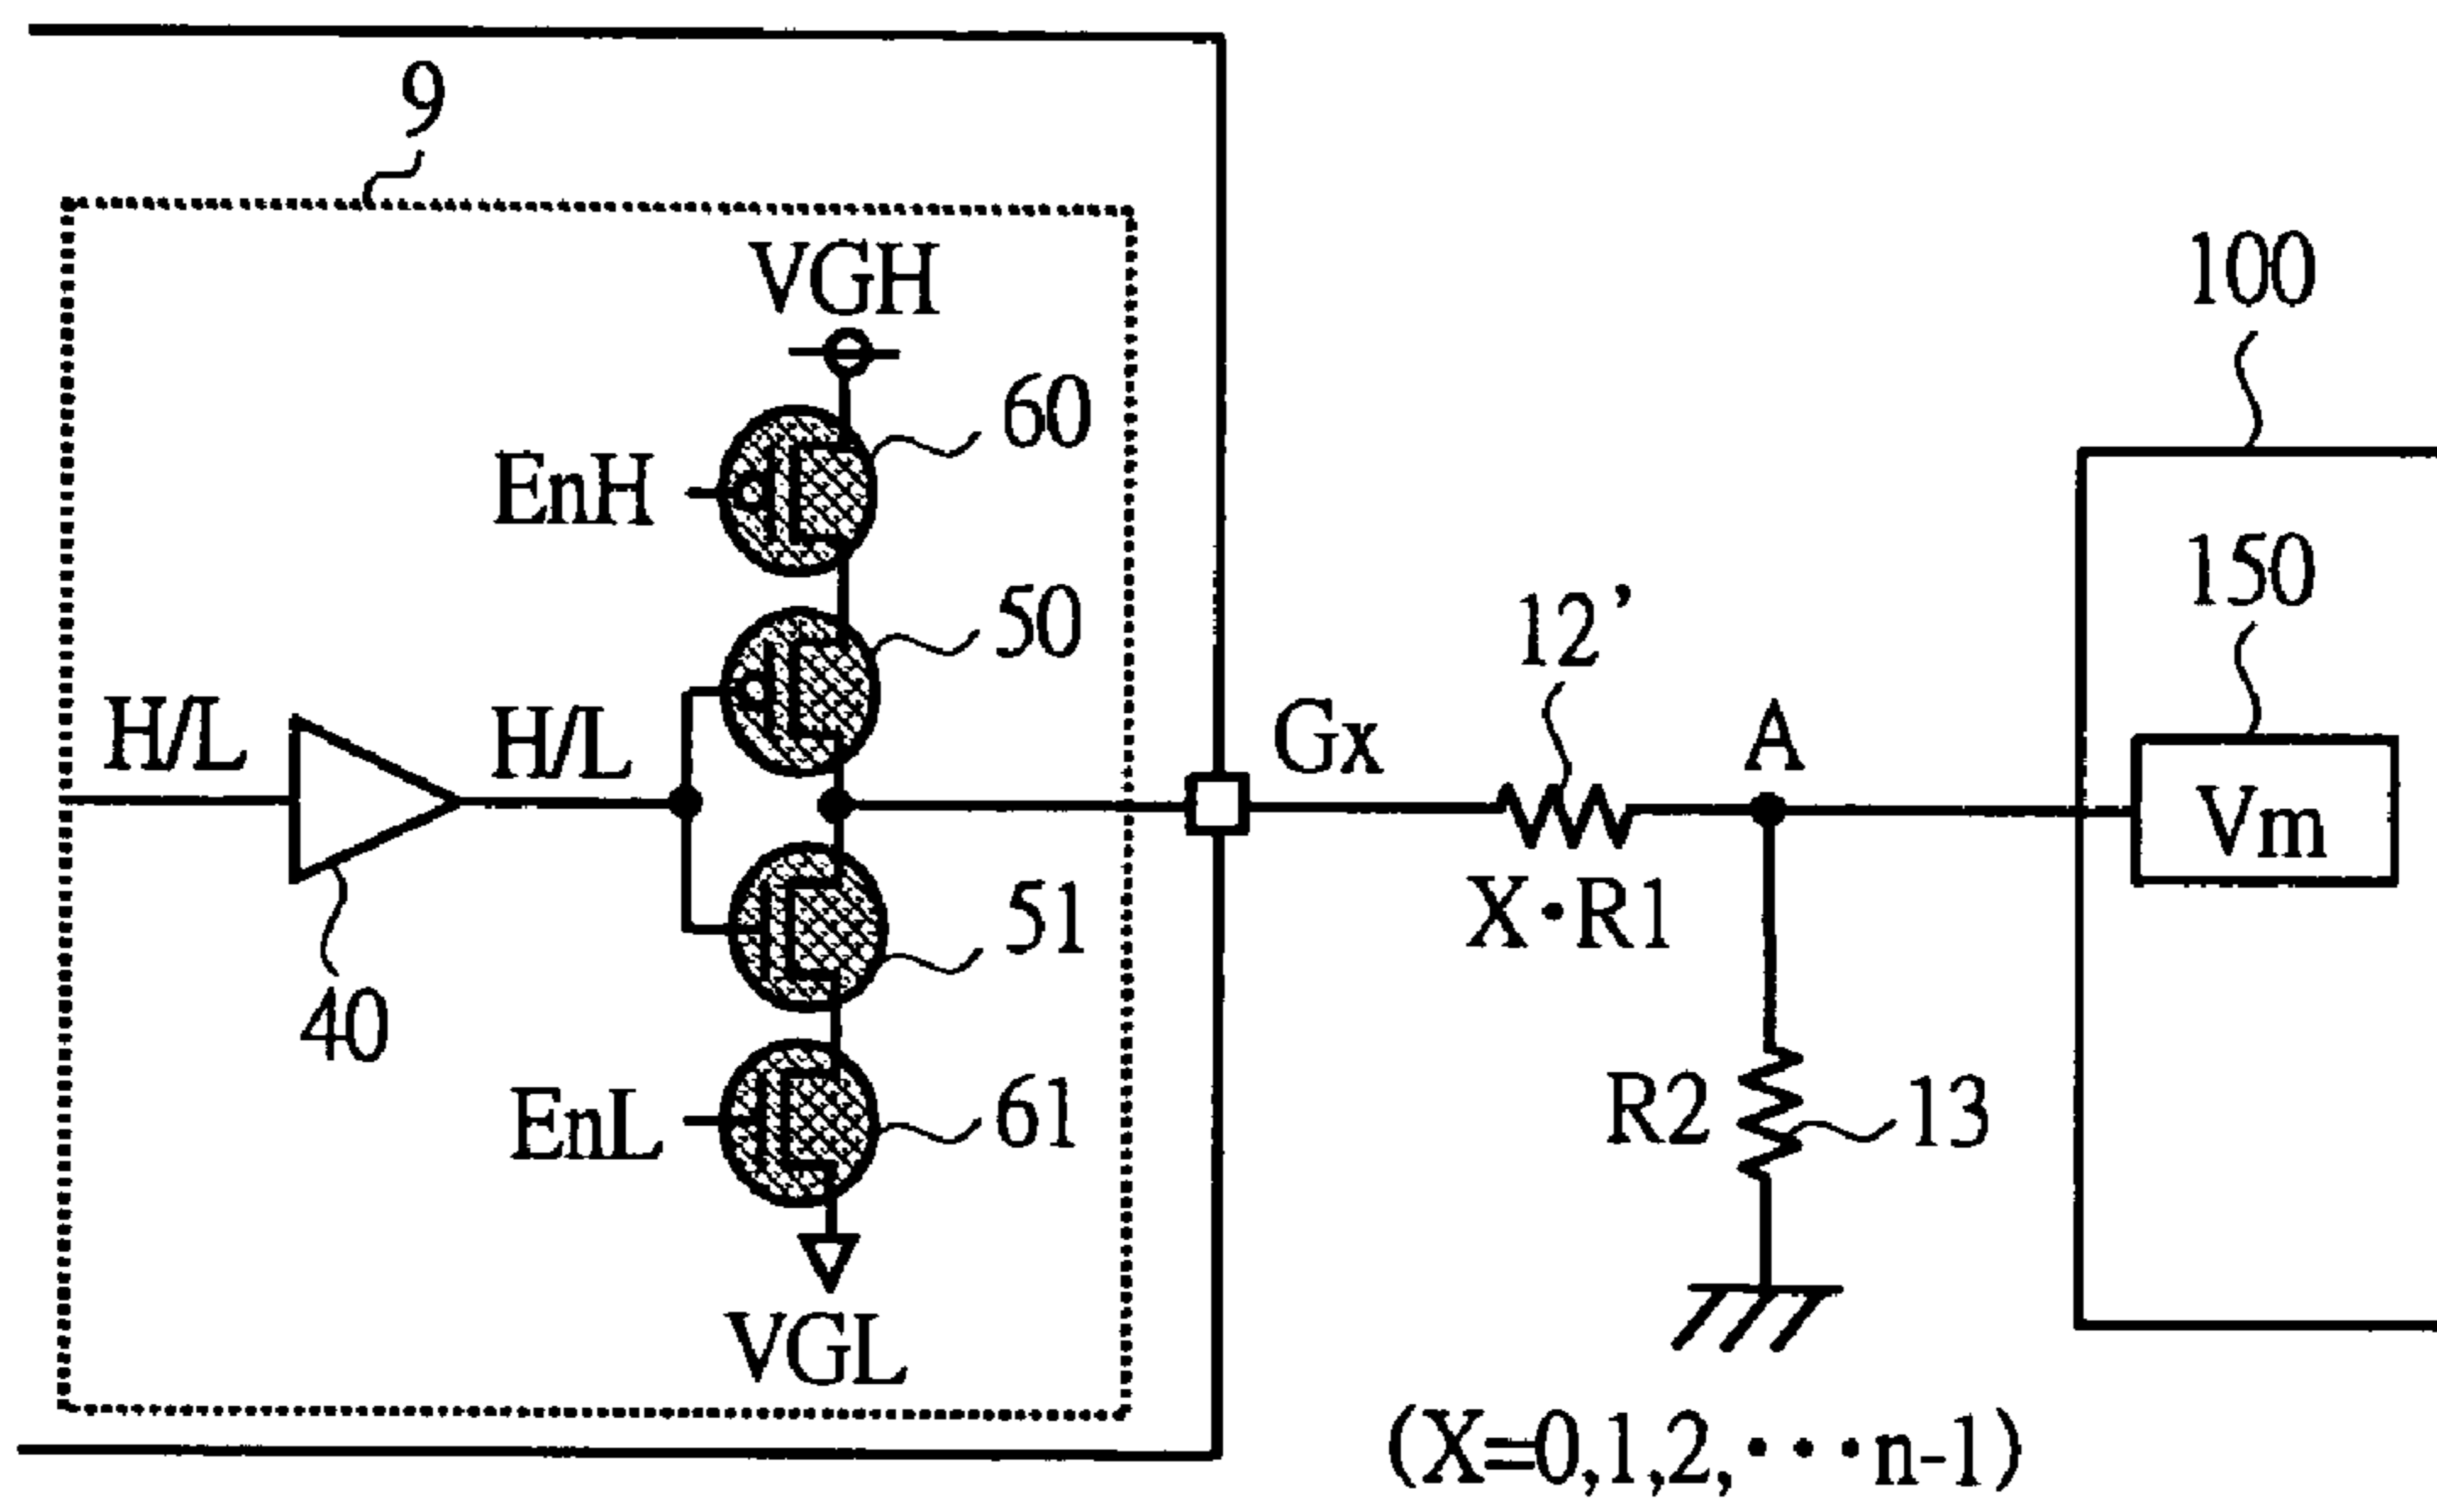 9
VGH
100
60
EnH
150
50
12’
H/L
H/L
Gx
A
Vm
51
X·R1
40
EnL
61
R2
13
VGL
(X=0,1,2,···n-1)